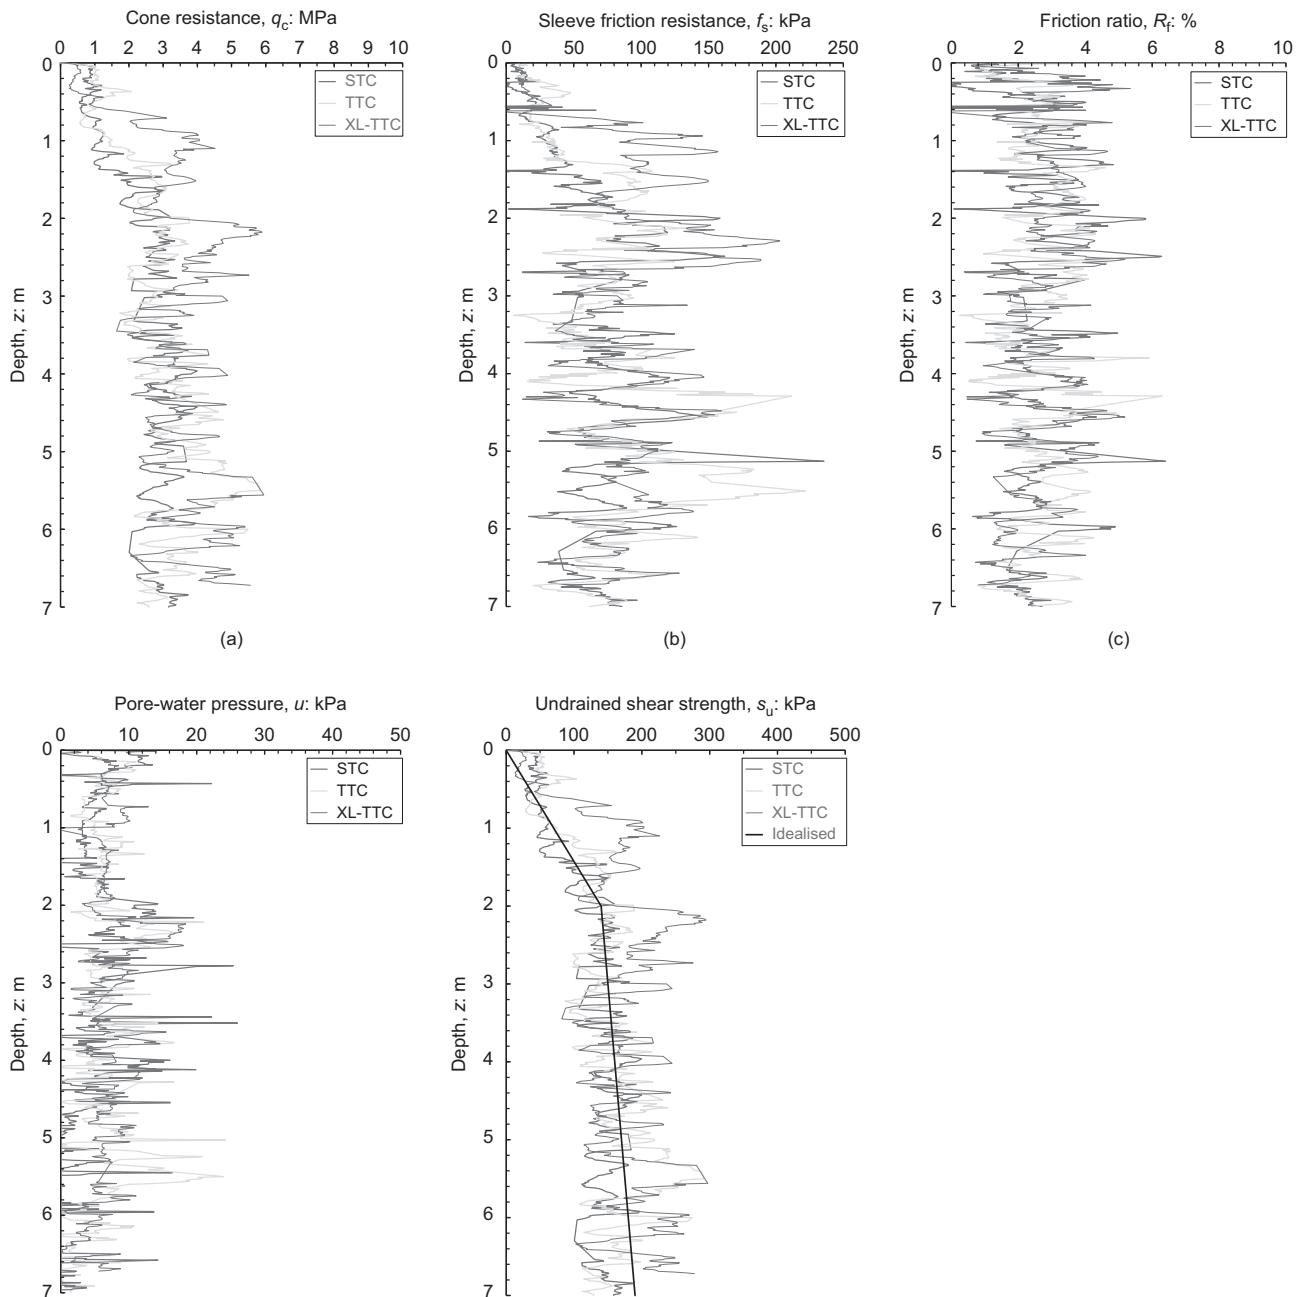 Cone resistance, qc: MPa
0 1 2 3 4 5 6 7 8 9 10
STC
TTC
XL-TTC
Depth, z: m
0
1
2
3
4
5
6
7
(a)
Sleeve friction resistance, fs: kPa
0 50 100 150 200 250
STC
TTC
XL-TTC
Depth, z: m
0
1
2
3
4
5
6
7
(b)
Friction ratio, Rf: %
0 2 4 6 8 10
STC
TTC
XL-TTC
Depth, z: m
0
1
2
3
4
5
6
7
(c)
Pore-water pressure, u: kPa
0 10 20 30 40 50
STC
TTC
XL-TTC
Depth, z: m
0
1
2
3
4
5
6
7
Undrained shear strength, su: kPa
0 100 200 300 400 500
STC
TTC
XL-TTC
Idealised
Depth, z: m
0
1
2
3
4
5
6
7